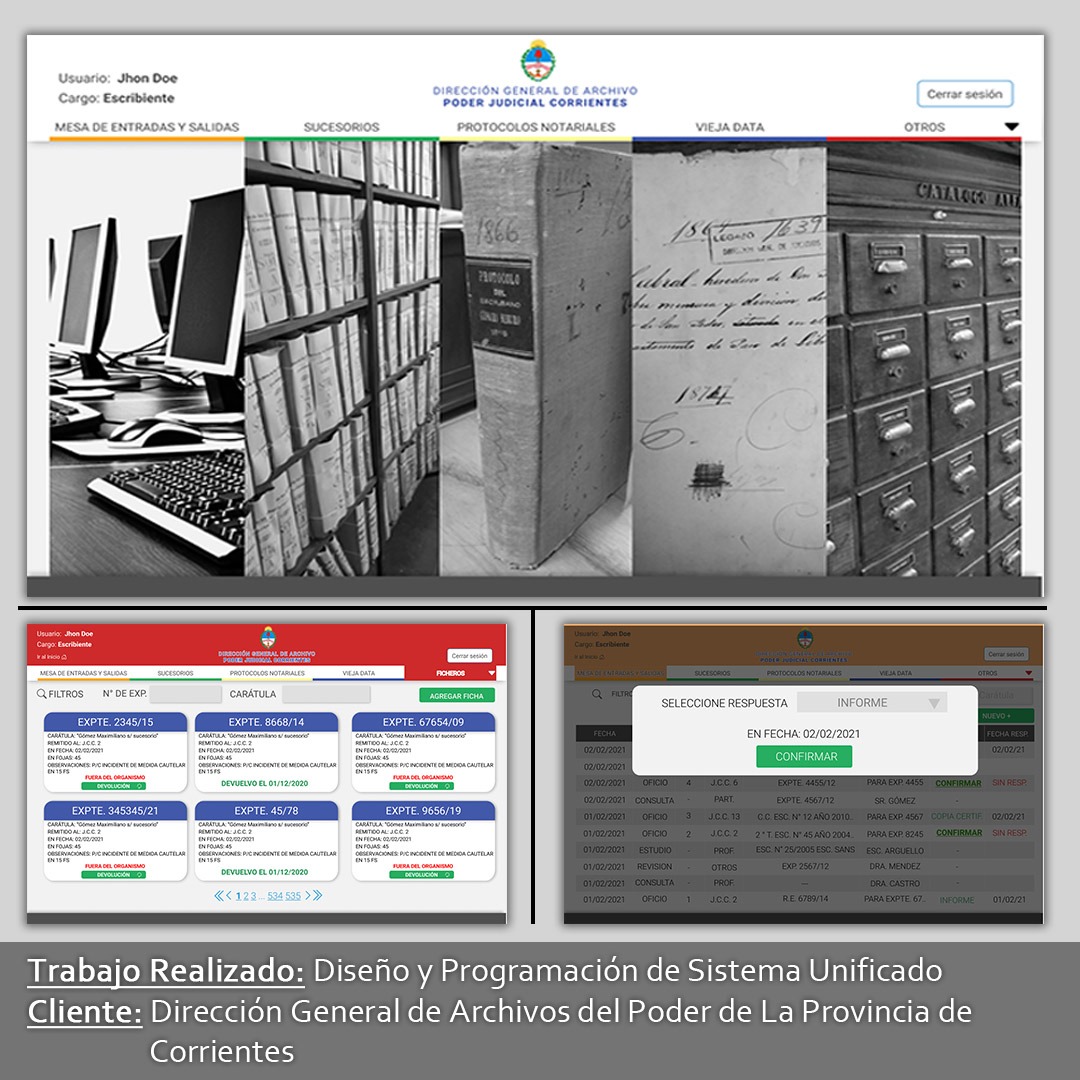 Usuario: Jhon Doe
Cargo: Escribiente
DIRECCIÓN GENERAL DE ARCHIVO
PODER JUDICIAL CORRIENTES
Cerrar sesión
MESA DE ENTRADAS Y SALIDAS SUCESORIOS PROTOCOLOS NOTARIALES VIEJA DATA OTROS
1866
PROTOCOLO
DEL
ESCRIBANO
LEGAJO 1639
1874
CATALOGO
Usuario: Jhon Doe
Cargo: Escribiente
Ir al Inicio
DIRECCIÓN GENERAL DE ARCHIVO
PODER JUDICIAL CORRIENTES
Cerrar sesión
MESA DE ENTRADAS Y SALIDAS SUCESORIOS PROTOCOLOS NOTARIALES VIEJA DATA FICHEROS
FILTROS N° DE EXP. CARÁTULA AGREGAR FICHA
EXPTE. 2345/15
CARÁTULA: "Gómez Maximiliano s/ sucesorio"
REMITIDO AL: J.C.C. 2
EN FECHA: 02/02/2021
EN FOJAS: 45
OBSERVACIONES: P/C INCIDENTE DE MEDIDA CAUTELAR
EN 15 FS
FUERA DEL ORGANISMO
DEVOLUCIÓN
EXPTE. 8668/14
CARÁTULA: "Gómez Maximiliano s/ sucesorio"
REMITIDO AL: J.C.C. 2
EN FECHA: 02/02/2021
EN FOJAS: 45
OBSERVACIONES: P/C INCIDENTE DE MEDIDA CAUTELAR
EN 15 FS
DEVUELVO EL 01/12/2020
EXPTE. 67654/09
CARÁTULA: "Gómez Maximiliano s/ sucesorio"
REMITIDO AL: J.C.C. 2
EN FECHA: 02/02/2021
EN FOJAS: 45
OBSERVACIONES: P/C INCIDENTE DE MEDIDA CAUTELAR
EN 15 FS
FUERA DEL ORGANISMO
DEVOLUCIÓN
EXPTE. 345345/21
CARÁTULA: "Gómez Maximiliano s/ sucesorio"
REMITIDO AL: J.C.C. 2
EN FECHA: 02/02/2021
EN FOJAS: 45
OBSERVACIONES: P/C INCIDENTE DE MEDIDA CAUTELAR
EN 15 FS
FUERA DEL ORGANISMO
DEVOLUCIÓN
EXPTE. 45/78
CARÁTULA: "Gómez Maximiliano s/ sucesorio"
REMITIDO AL: J.C.C. 2
EN FECHA: 02/02/2021
EN FOJAS: 45
OBSERVACIONES: P/C INCIDENTE DE MEDIDA CAUTELAR
EN 15 FS
DEVUELVO EL 01/12/2020
EXPTE. 9656/19
CARÁTULA: "Gómez Maximiliano s/ sucesorio"
REMITIDO AL: J.C.C. 2
EN FECHA: 02/02/2021
EN FOJAS: 45
OBSERVACIONES: P/C INCIDENTE DE MEDIDA CAUTELAR
EN 15 FS
FUERA DEL ORGANISMO
DEVOLUCIÓN
1 2 3 ... 534 535
Usuario: Jhon Doe
Cargo: Escribiente
Ir al Inicio
DIRECCIÓN GENERAL DE ARCHIVO
PODER JUDICIAL CORRIENTES
Cerrar sesión
MESA DE ENTRADAS Y SALIDAS SUCESORIOS PROTOCOLOS NOTARIALES VIEJA DATA OTROS
FILTRO Carátula
NUEVO +
SELECCIONE RESPUESTA INFORME
EN FECHA: 02/02/2021
CONFIRMAR
FECHA FECHA RESP.
02/02/2021 02/02/21
02/02/2021
02/02/2021 OFICIO 4 J.C.C. 6 EXPTE. 4455/12 PARA EXP. 4455 CONFIRMAR SIN RESP.
02/02/2021 CONSULTA - PART. EXPTE. 4567/12 SR. GÓMEZ -
01/02/2021 OFICIO 3 J.C.C. 13 C.C. ESC. N° 12 AÑO 2010. PARA EXP. 4567 COPIA CERTIF. 02/02/21
01/02/2021 OFICIO 2 J.C.C. 2 2° T. ESC. N° 45 AÑO 2004. PARA EXP. 8245 CONFIRMAR SIN RESP.
01/02/2021 ESTUDIO - PROF. ESC. N° 25/2005 ESC. SANS ESC. ARGUELLO -
01/02/2021 REVISION - OTROS EXP. 2567/12 DRA. MENDEZ -
01/02/2021 CONSULTA - PROF. --- DRA. CASTRO -
01/02/2021 OFICIO 1 J.C.C. 2 R.E. 6789/14 PARA EXPTE. 67.. INFORME 01/02/21
Trabajo Realizado: Diseño y Programación de Sistema Unificado
Cliente: Dirección General de Archivos del Poder de La Provincia de
Corrientes